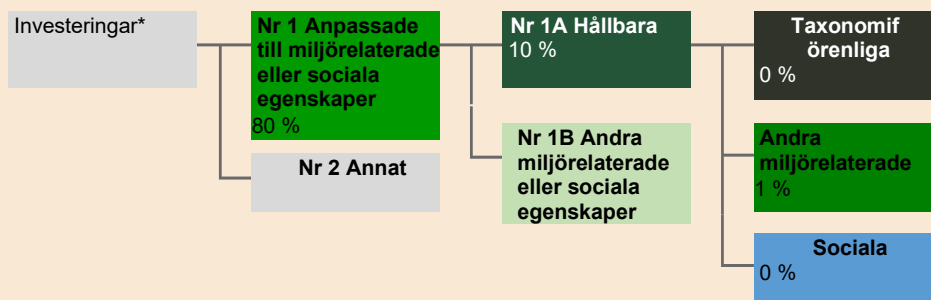 Investeringar*
Nr 1 Anpassade
till miljörelaterade
eller sociala
egenskaper
80 %
Nr 2 Annat
Nr 1A Hållbara
10 %
Nr 1B Andra
miljörelaterade
eller sociala
egenskaper
Taxonomif
örenliga
0 %
Andra
miljörelaterade
1 %
Sociala
0 %